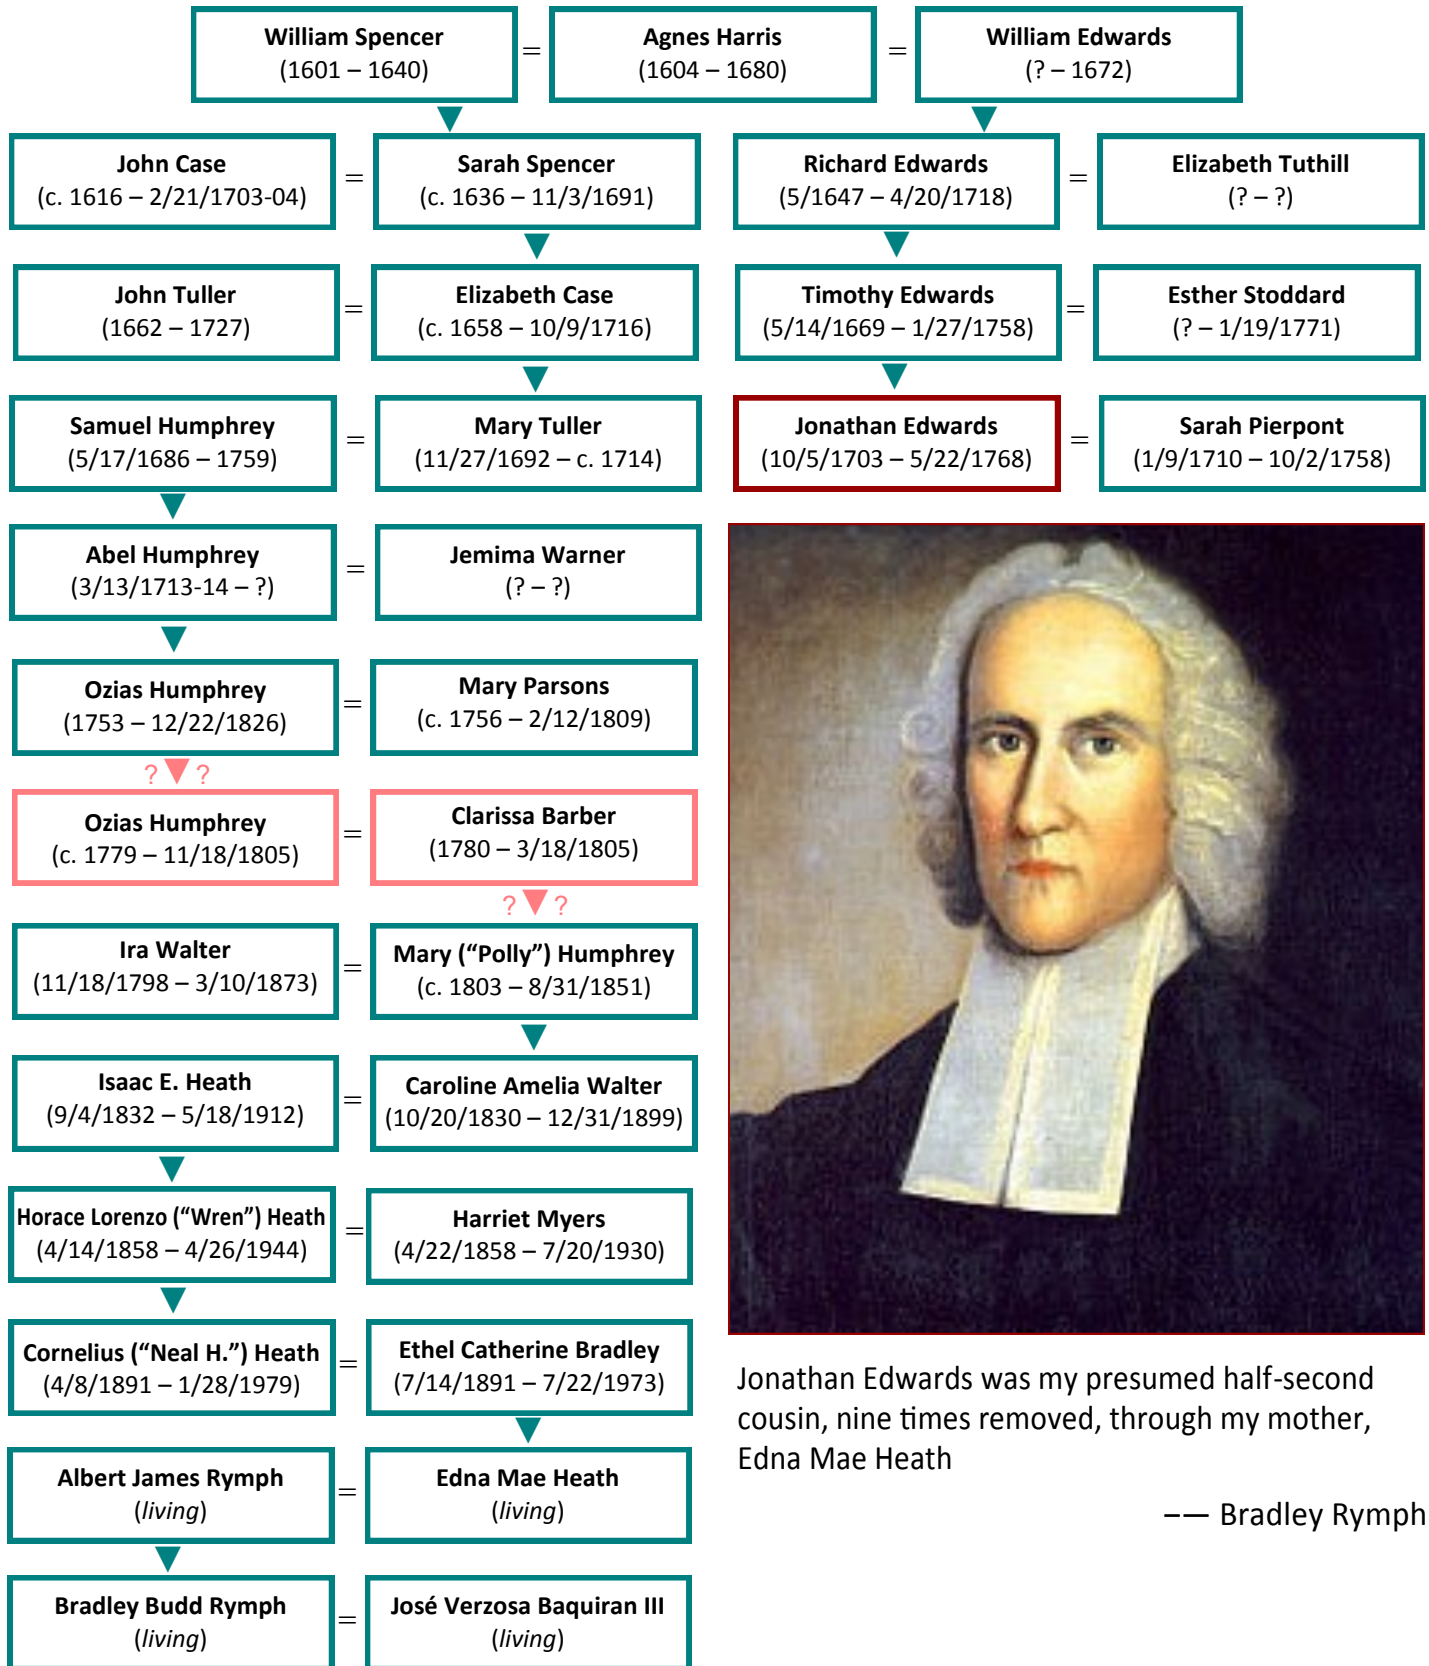 William Spencer
(1601 – 1640)
=
Agnes Harris
(1604 – 1680)
=
William Edwards
(? – 1672)
John Case
(c. 1616 – 2/21/1703-04)
=
Sarah Spencer
(c. 1636 – 11/3/1691)
Richard Edwards
(5/1647 – 4/20/1718)
=
Elizabeth Tuthill
(? – ?)
John Tuller
(1662 – 1727)
=
Elizabeth Case
(c. 1658 – 10/9/1716)
Timothy Edwards
(5/14/1669 – 1/27/1758)
=
Esther Stoddard
(? – 1/19/1771)
Samuel Humphrey
(5/17/1686 – 1759)
=
Mary Tuller
(11/27/1692 – c. 1714)
Jonathan Edwards
(10/5/1703 – 5/22/1768)
=
Sarah Pierpont
(1/9/1710 – 10/2/1758)
Abel Humphrey
(3/13/1713-14 – ?)
=
Jemima Warner
(? – ?)
Ozias Humphrey
(1753 – 12/22/1826)
=
Mary Parsons
(c. 1756 – 2/12/1809)
? ?
Ozias Humphrey
(c. 1779 – 11/18/1805)
=
Clarissa Barber
(1780 – 3/18/1805)
? ?
Ira Walter
(11/18/1798 – 3/10/1873)
=
Mary (“Polly”) Humphrey
(c. 1803 – 8/31/1851)
Isaac E. Heath
(9/4/1832 – 5/18/1912)
=
Caroline Amelia Walter
(10/20/1830 – 12/31/1899)
Horace Lorenzo (“Wren”) Heath
(4/14/1858 – 4/26/1944)
=
Harriet Myers
(4/22/1858 – 7/20/1930)
Cornelius (“Neal H.”) Heath
(4/8/1891 – 1/28/1979)
=
Ethel Catherine Bradley
(7/14/1891 – 7/22/1973)
Albert James Rymph
(living)
=
Edna Mae Heath
(living)
Bradley Budd Rymph
(living)
=
José Verzosa Baquiran III
(living)
Jonathan Edwards was my presumed half-second
cousin, nine times removed, through my mother,
Edna Mae Heath
–— Bradley Rymph